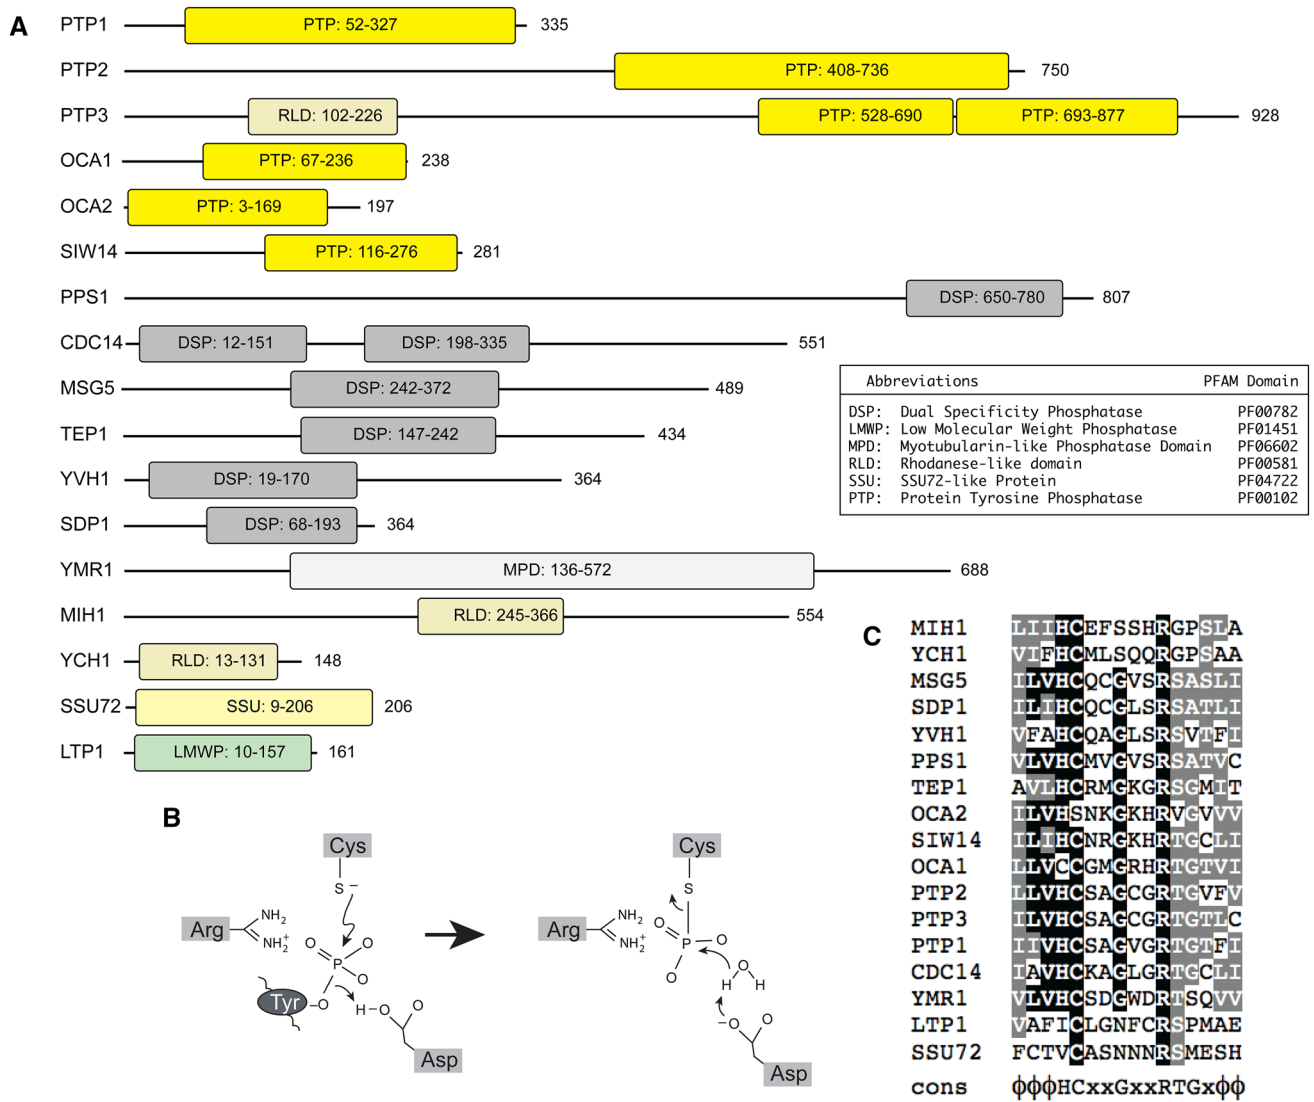 A
PTP1 PTP: 52-327 335
PTP2 PTP: 408-736 750
PTP3 RLD: 102-226 PTP: 528-690 PTP: 693-877 928
OCA1 PTP: 67-236 238
OCA2 PTP: 3-169 197
SIW14 PTP: 116-276 281
PPS1 DSP: 650-780 807
CDC14 DSP: 12-151 DSP: 198-335 551
MSG5 DSP: 242-372 489
TEP1 DSP: 147-242 434
YVH1 DSP: 19-170 364
SDP1 DSP: 68-193 364
YMR1 MPD: 136-572 688
MIH1 RLD: 245-366 554
YCH1 RLD: 13-131 148
SSU72 SSU: 9-206 206
LTP1 LMWP: 10-157 161
Abbreviations PFAM Domain
DSP: Dual Specificity Phosphatase PF00782
LMWP: Low Molecular Weight Phosphatase PF01451
MPD: Myotubularin-like Phosphatase Domain PF06602
RLD: Rhodanese-like domain PF00581
SSU: SSU72-like Protein PF04722
PTP: Protein Tyrosine Phosphatase PF00102
B
Cys
S –
Arg
NH2
NH2+
O
O
P
O
Tyr
O
H–O
O
Asp
Cys
S
Arg
NH2
NH2+
O
P
O
O
O
H H
–O
O
Asp
C
MIH1 LIIHCEFSSHRGPSLA
YCH1 VIFHCMLSQQRGPSAA
MSG5 ILVHCQCGVSRSASLI
SDP1 ILIHCQCGLSRSATLI
YVH1 VFAHCQAGLSRSVTFI
PPS1 VLVHCMVGVSRSATVC
TEP1 AVLHCRMGKGRSGMIT
OCA2 ILVHSNKGKHRVGVVV
SIW14 ILIHCNRGKHRTGCLI
OCA1 LLVCCGMGRHRTGTVI
PTP2 LLVHCSAGCGRTGVFV
PTP3 ILVHCSAGCGRTGTLC
PTP1 IIVHCSAGVGRTGTFI
CDC14 IAVHCKAGLGRTGCLI
YMR1 VLVHCSDGWDRTSQVV
LTP1 VAFICLGNFCRSPMAE
SSU72 FCTVCASNNNRSMESH
cons ϕϕϕHCxxGxxRTGxϕϕ